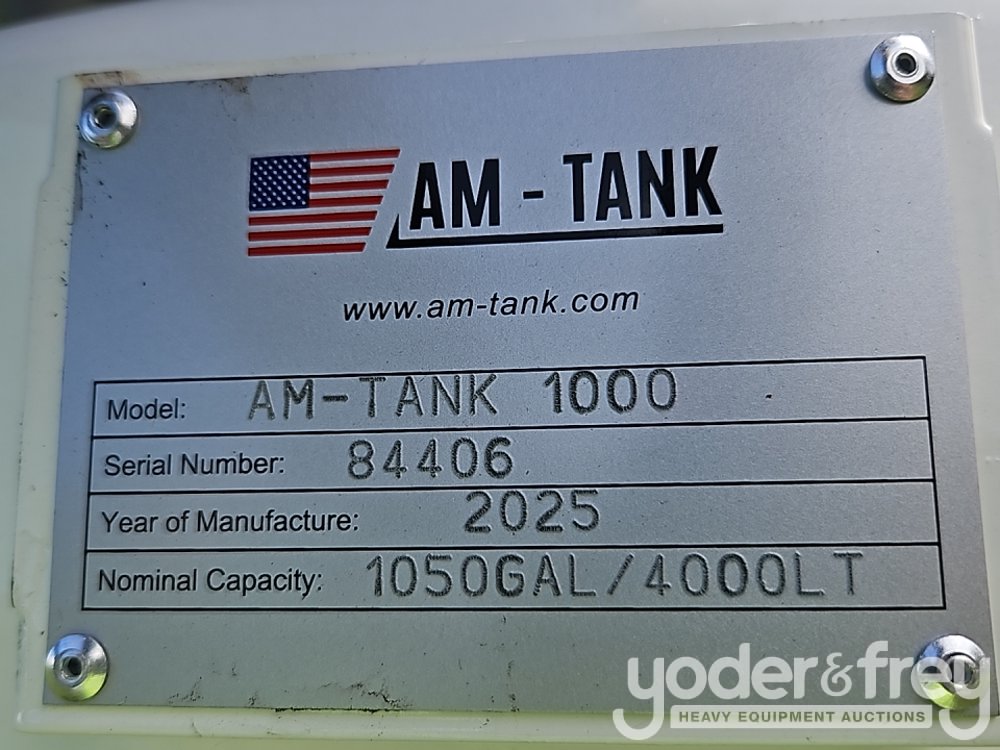 AM - TANK
www.am-tank.com
Model: AM-TANK 1000
Serial Number: 84406
Year of Manufacture: 2025
Nominal Capacity: 1050GAL/4000LT
yoder&frey
HEAVY EQUIPMENT AUCTIONS